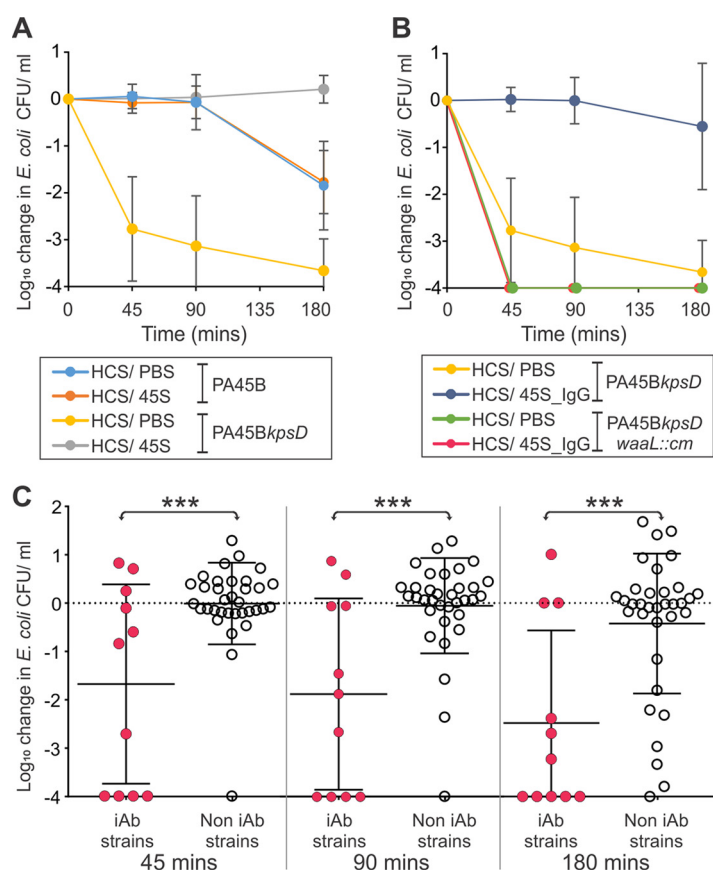 A
Log₁₀ change in E. coli CFU/ ml
1
0
-1
-2
-3
-4
0 45 90 135 180
Time (mins)
HCS/ PBS
HCS/ 45S
PA45B
HCS/ PBS
HCS/ 45S
PA45BkpsD
B
Log₁₀ change in E. coli CFU/ ml
1
0
-1
-2
-3
-4
0 45 90 135 180
Time (mins)
HCS/ PBS
HCS/ 45S_IgG
PA45BkpsD
HCS/ PBS
HCS/ 45S_IgG
PA45BkpsD
waaL::cm
C
Log₁₀ change in E. coli CFU/ ml
2
1
0
-1
-2
-3
-4
*** *** ***
iAb Non iAb iAb Non iAb iAb Non iAb
strains strains strains strains strains strains
45 mins 90 mins 180 mins